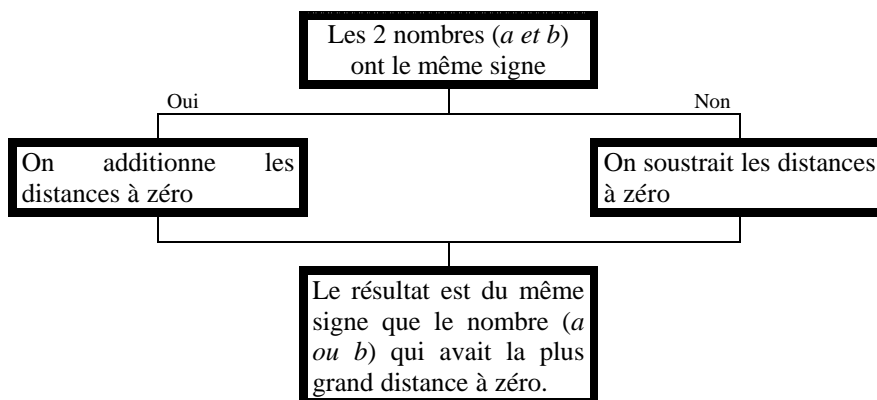 Les 2 nombres (a et b)
ont le même signe
Oui
Non
On additionne les
distances à zéro
On soustrait les distances
à zéro
Le résultat est du même
signe que le nombre (a
ou b) qui avait la plus
grand distance à zéro.